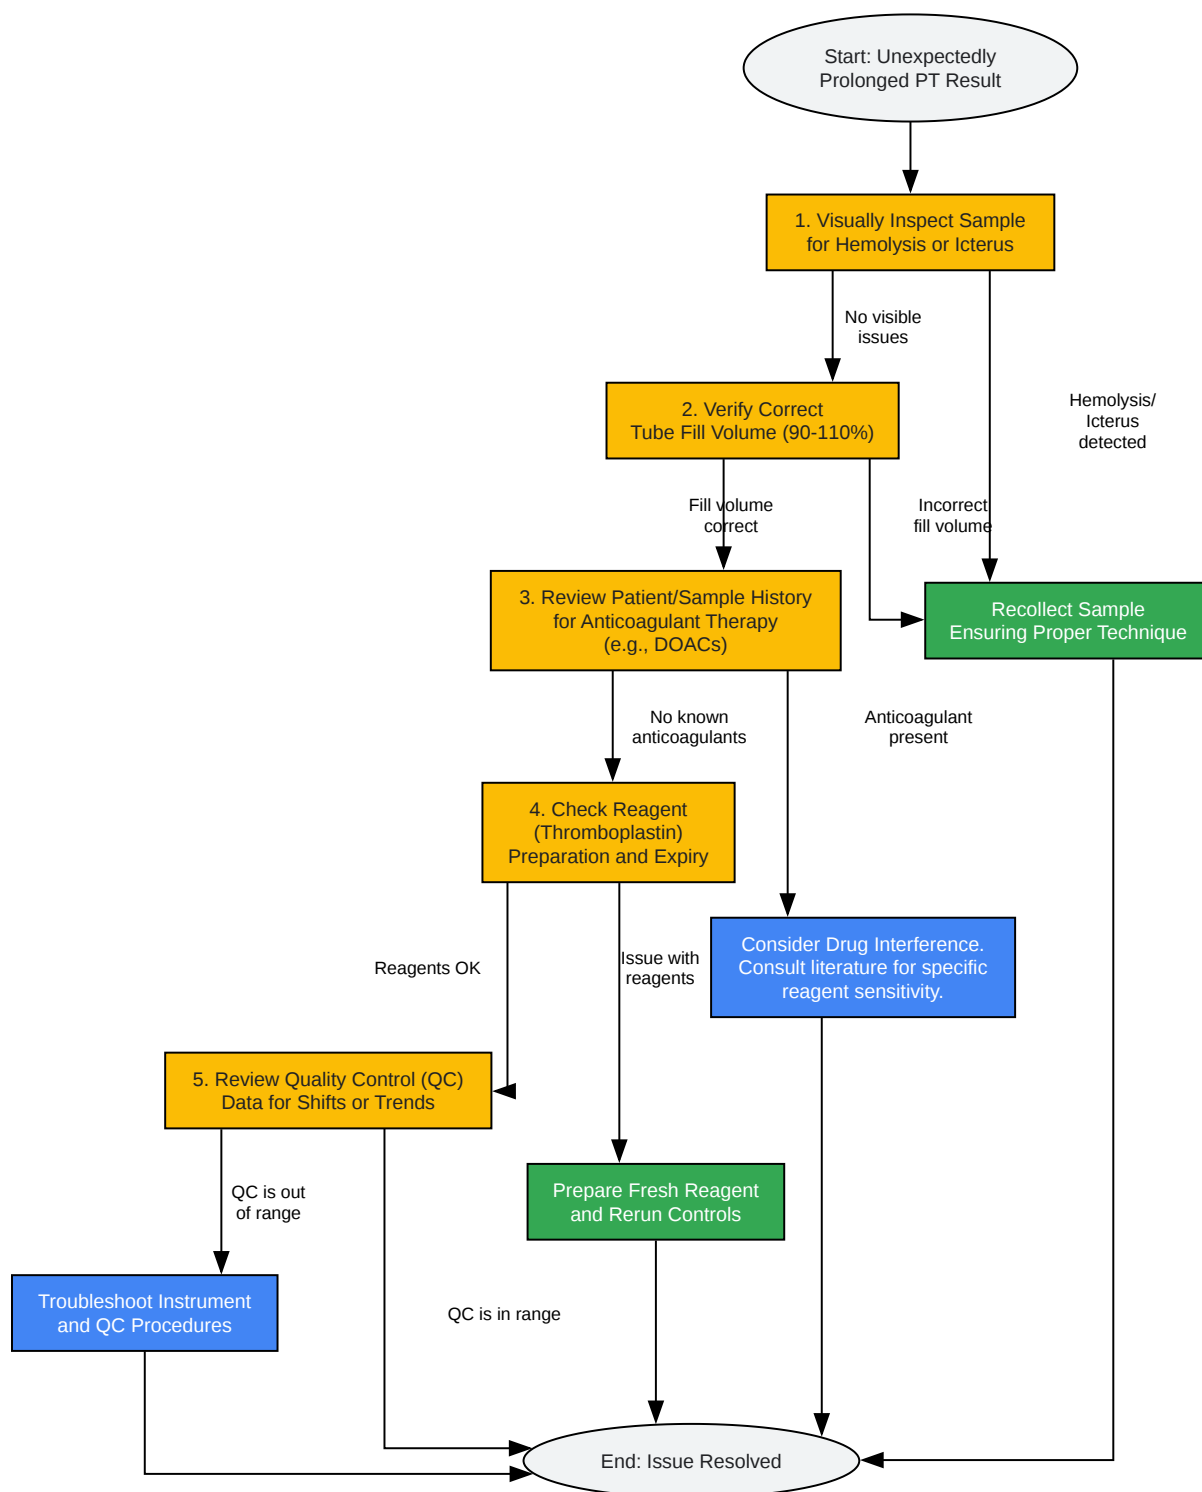 Start: Unexpectedly
Prolonged PT Result
1. Visually Inspect Sample
for Hemolysis or Icterus
No visible
issues
Hemolysis/
Icterus
detected
2. Verify Correct
Tube Fill Volume (90-110%)
Fill volume
correct
Incorrect
fill volume
3. Review Patient/Sample History
for Anticoagulant Therapy
(e.g., DOACs)
Recollect Sample
Ensuring Proper Technique
No known
anticoagulants
Anticoagulant
present
4. Check Reagent
(Thromboplastin)
Preparation and Expiry
Reagents OK
Issue with
reagents
Consider Drug Interference.
Consult literature for specific
reagent sensitivity.
5. Review Quality Control (QC)
Data for Shifts or Trends
QC is out
of range
Prepare Fresh Reagent
and Rerun Controls
Troubleshoot Instrument
and QC Procedures
QC is in range
End: Issue Resolved